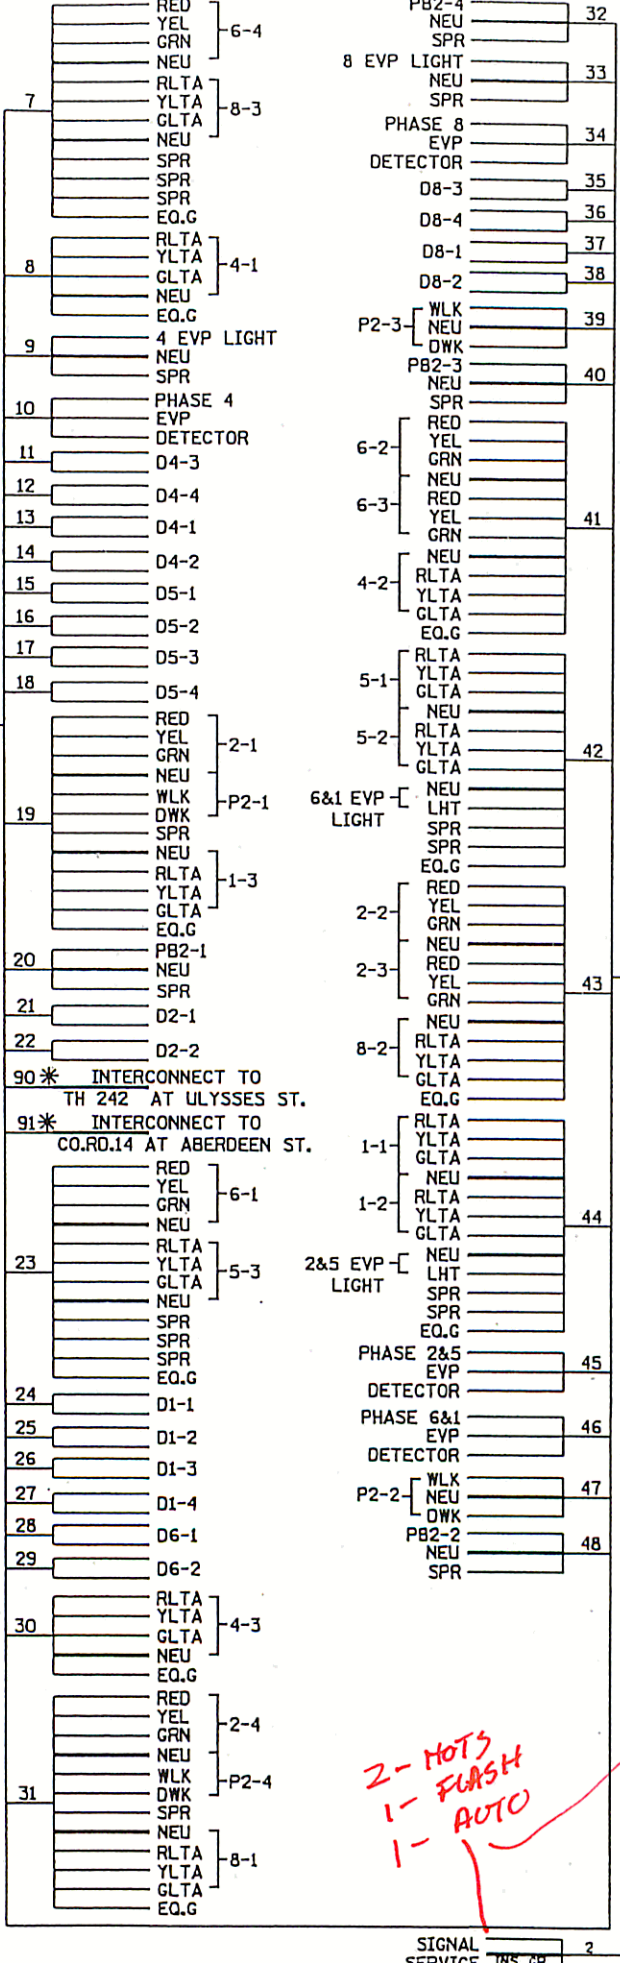 RED
YEL
GRN
NEU
6-4
7
RLTA
YLTA
GLTA
8-3
NEU
SPR
SPR
SPR
EQ.G
8
RLTA
YLTA
GLTA
4-1
NEU
EQ.G
9
4 EVP LIGHT
NEU
SPR
10
PHASE 4
EVP
DETECTOR
11
D4-3
12
D4-4
13
D4-1
14
D4-2
15
D5-1
16
D5-2
17
D5-3
18
D5-4
19
RED
YEL
GRN
2-1
NEU
WLK
DWK
P2-1
SPR
NEU
RLTA
YLTA
GLTA
1-3
EQ.G
20
PB2-1
NEU
SPR
21
D2-1
22
D2-2
90* INTERCONNECT TO
TH 242 AT ULYSSES ST.
91* INTERCONNECT TO
CO.RD.14 AT ABERDEEN ST.
23
RED
YEL
GRN
NEU
6-1
RLTA
YLTA
GLTA
NEU
5-3
SPR
SPR
SPR
EQ.G
24
D1-1
25
D1-2
26
D1-3
27
D1-4
28
D6-1
29
D6-2
30
RLTA
YLTA
GLTA
NEU
4-3
EQ.G
31
RED
YEL
GRN
2-4
NEU
WLK
DWK
P2-4
SPR
NEU
RLTA
YLTA
GLTA
8-1
EQ.G
PB2-4
NEU
SPR
32
8 EVP LIGHT
NEU
SPR
33
PHASE 8
EVP
DETECTOR
34
D8-3
35
D8-4
36
D8-1
37
D8-2
38
P2-3
WLK
NEU
DWK
39
PB2-3
NEU
SPR
40
6-2
RED
YEL
GRN
NEU
6-3
RED
YEL
GRN
41
NEU
4-2
RLTA
YLTA
GLTA
EQ.G
5-1
RLTA
YLTA
GLTA
NEU
5-2
RLTA
YLTA
GLTA
42
6&1 EVP
LIGHT
NEU
LHT
SPR
SPR
EQ.G
2-2
RED
YEL
GRN
NEU
2-3
RED
YEL
GRN
43
NEU
8-2
RLTA
YLTA
GLTA
EQ.G
1-1
RLTA
YLTA
GLTA
NEU
1-2
RLTA
YLTA
GLTA
44
2&5 EVP
LIGHT
NEU
LHT
SPR
SPR
EQ.G
PHASE 2&5
EVP
DETECTOR
45
PHASE 6&1
EVP
DETECTOR
46
P2-2
WLK
NEU
DWK
47
PB2-2
NEU
SPR
48
2- HOTS
1- FLASH
1- AUTO
SIGNAL
2
SERVICE INS GR